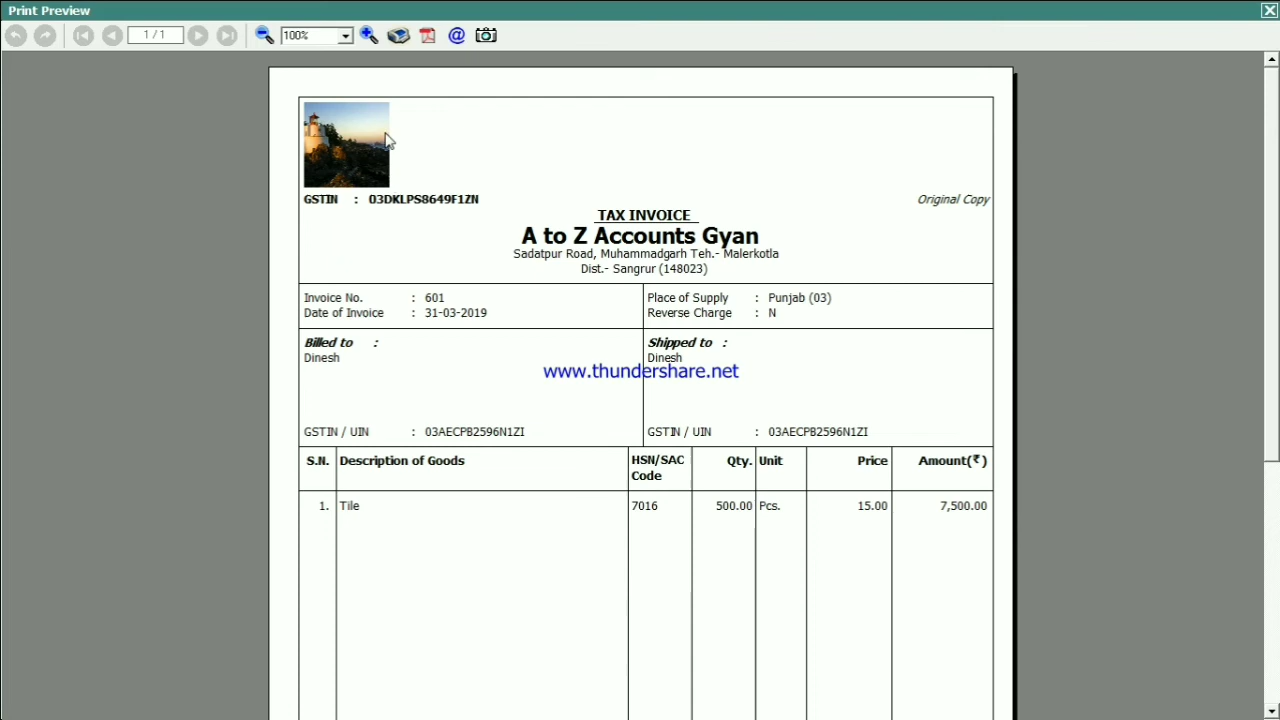 Print Preview
1 / 1
100%
GSTIN : 03DKLPS8649F1ZN
Original Copy
TAX INVOICE
A to Z Accounts Gyan
Sadatpur Road, Muhammadgarh Teh.- Malerkotla
Dist.- Sangrur (148023)
Invoice No. : 601
Date of Invoice : 31-03-2019
Place of Supply : Punjab (03)
Reverse Charge : N
Billed to :
Dinesh
Shipped to :
Dinesh
www.thundershare.net
GSTIN / UIN : 03AECPB2596N1ZI
GSTIN / UIN : 03AECPB2596N1ZI
S.N. Description of Goods HSN/SAC Code Qty. Unit Price Amount(₹)
1. Tile 7016 500.00 Pcs. 15.00 7,500.00